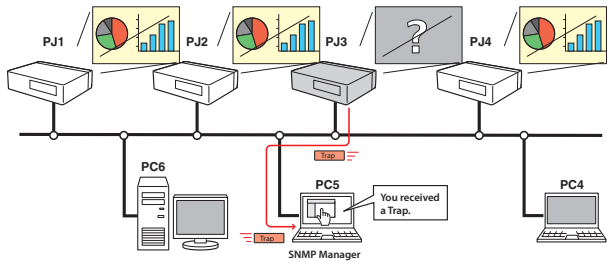 PJ1
PJ2
PJ3
PJ4
?
Trap
PC6
PC5
PC4
You received
a Trap.
Trap
SNMP Manager